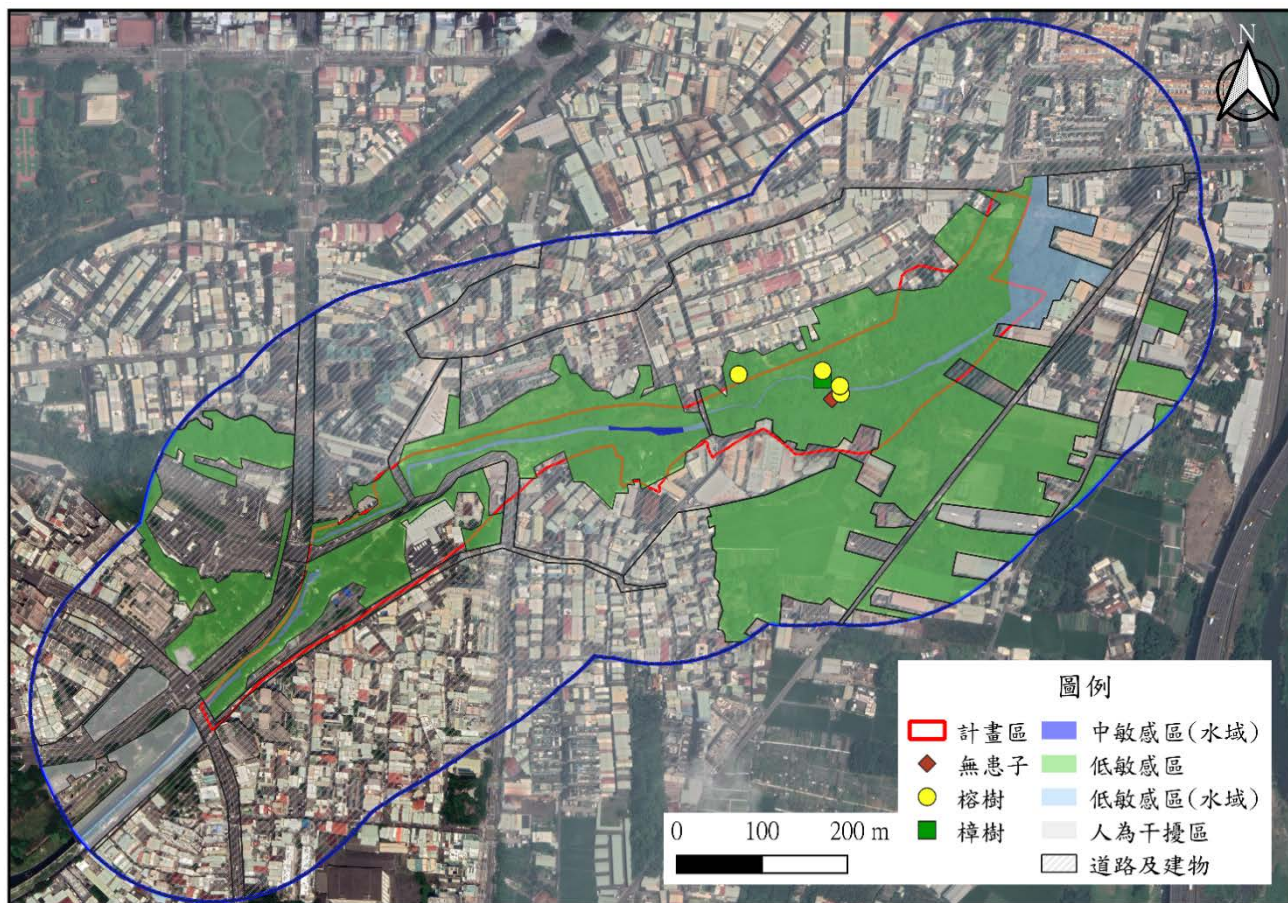 N
圖例
計畫區
無患子
榕樹
樟樹
中敏感區(水域)
低敏感區
低敏感區(水域)
人為干擾區
道路及建物
0 100 200 m